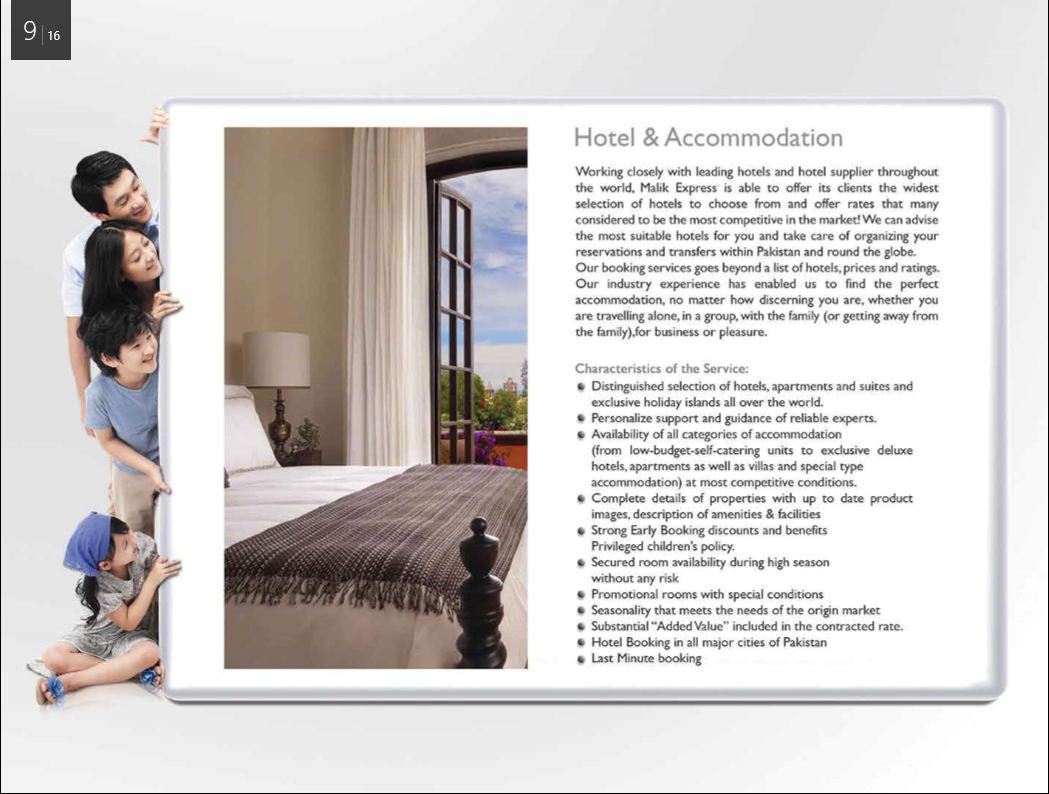 9 | 16
Hotel & Accommodation
Working closely with leading hotels and hotel supplier throughout
the world, Malik Express is able to offer its clients the widest
selection of hotels to choose from and offer rates that many
considered to be the most competitive in the market! We can advise
the most suitable hotels for you and take care of organizing your
reservations and transfers within Pakistan and round the globe.
Our booking services goes beyond a list of hotels, prices and ratings.
Our industry experience has enabled us to find the perfect
accommodation, no matter how discerning you are, whether you
are travelling alone, in a group, with the family (or getting away from
the family),for business or pleasure.
Characteristics of the Service:
Distinguished selection of hotels, apartments and suites and
exclusive holiday islands all over the world.
Personalize support and guidance of reliable experts.
Availability of all categories of accommodation
(from low-budget-self-catering units to exclusive deluxe
hotels, apartments as well as villas and special type
accommodation) at most competitive conditions.
Complete details of properties with up to date product
images, description of amenities & facilities
Strong Early Booking discounts and benefits
Privileged children's policy.
Secured room availability during high season
without any risk
Promotional rooms with special conditions
Seasonality that meets the needs of the origin market
Substantial "Added Value" included in the contracted rate.
Hotel Booking in all major cities of Pakistan
Last Minute booking